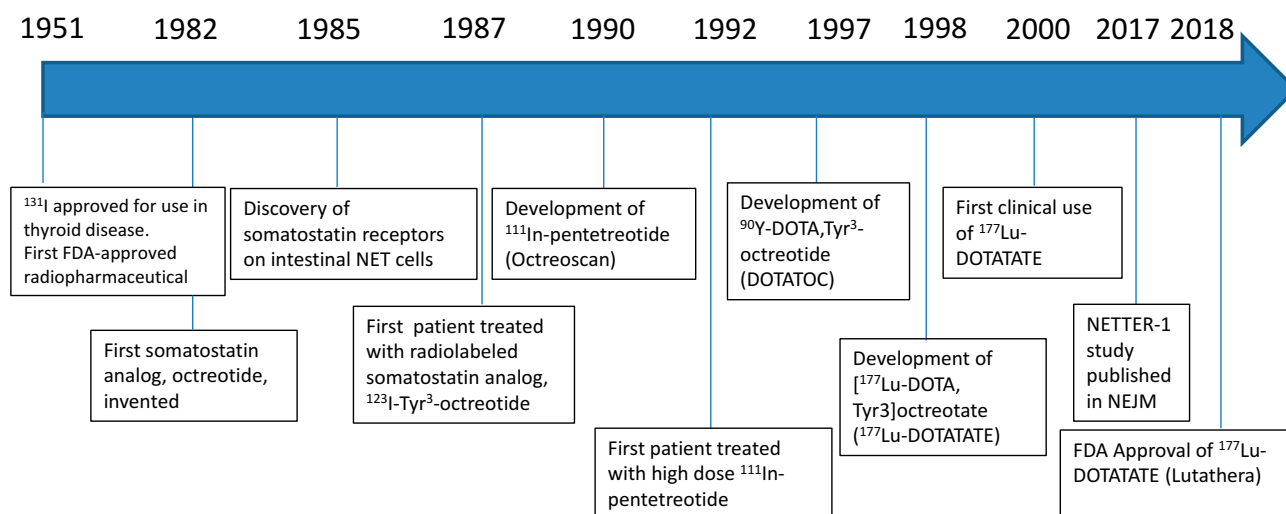 1951 1982 1985 1987 1990 1992 1997 1998 2000 2017 2018
¹³¹I approved for use in
thyroid disease.
First FDA-approved
radiopharmaceutical
First somatostatin
analog, octreotide,
invented
Discovery of
somatostatin receptors
on intestinal NET cells
First patient treated
with radiolabeled
somatostatin analog,
¹²³I-Tyr³-octreotide
Development of
¹¹¹In-pentetreotide
(Octreoscan)
First patient treated
with high dose ¹¹¹In-
pentetreotide
Development of
⁹⁰Y-DOTA,Tyr³-
octreotide
(DOTATOC)
Development of
[¹⁷⁷Lu-DOTA,
Tyr3]octreotate
(¹⁷⁷Lu-DOTATATE)
First clinical use
of ¹⁷⁷Lu-
DOTATATE
NETTER-1
study
published
in NEJM
FDA Approval of ¹⁷⁷Lu-
DOTATATE (Lutathera)